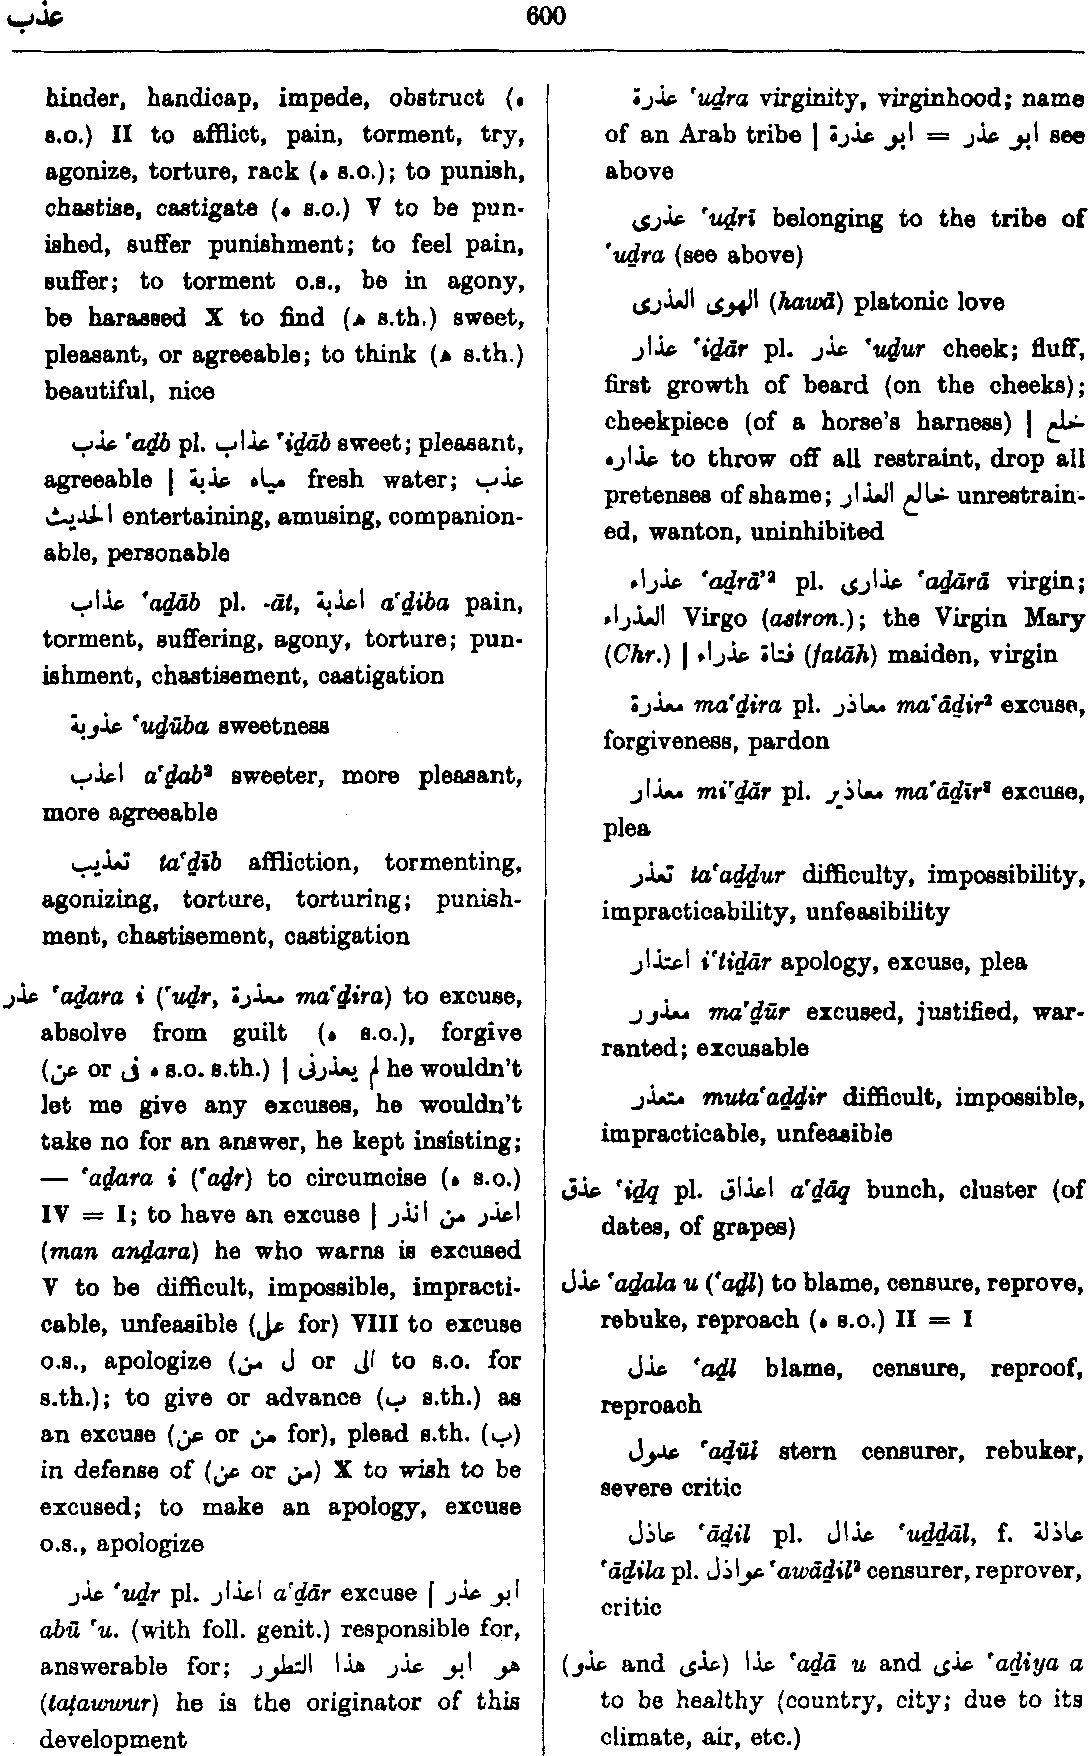 عذب
600
hinder, handicap, impede, obstruct (ه
s.o.) II to afflict, pain, torment, try,
agonize, torture, rack (ه s.o.); to punish,
chastise, castigate (ه s.o.) V to be pun-
ished, suffer punishment; to feel pain,
suffer; to torment o.s., be in agony,
be harassed X to find (ه s.th.) sweet,
pleasant, or agreeable; to think (ه s.th.)
beautiful, nice
عذب ʿaḏb pl. عذاب ʿiḏāb sweet; pleasant,
agreeable | مياه عذبة fresh water; عذب
الحديث entertaining, amusing, companion-
able, personable
عذاب ʿaḏāb pl. -āt, اعذبة aʿḏiba pain,
torment, suffering, agony, torture; pun-
ishment, chastisement, castigation
عذوبة ʿuḏūba sweetness
اعذب aʿḏab² sweeter, more pleasant,
more agreeable
تعذيب taʿḏīb affliction, tormenting,
agonizing, torture, torturing; punish-
ment, chastisement, castigation
عذر ʿaḏara i (ʿuḏr, معذرة maʿḏira) to excuse,
absolve from guilt (ه s.o.), forgive
(عن or فى ه s.o. s.th.) | لم يعذرنى he wouldn't
let me give any excuses, he wouldn't
take no for an answer, he kept insisting;
— ʿaḏara i (ʿaḏr) to circumcise (ه s.o.)
IV = I; to have an excuse | اعذر من انذر
(man anḏara) he who warns is excused
V to be difficult, impossible, impracti-
cable, unfeasible (على for) VIII to excuse
o.s., apologize (من ل or الى to s.o. for
s.th.); to give or advance (ب s.th.) as
an excuse (عن or من for), plead s.th. (ب)
in defense of (عن or من) X to wish to be
excused; to make an apology, excuse
o.s., apologize
عذر ʿuḏr pl. اعذار aʿḏār excuse | ابو عذر
abū ʿu. (with foll. genit.) responsible for,
answerable for; هو ابو عذر هذا التطور
(taṭawwur) he is the originator of this
development
عذرة ʿuḏra virginity, virginhood; name
of an Arab tribe | ابو عذرة = ابو عذر see
above
عذرى ʿuḏrī belonging to the tribe of
ʿuḏra (see above)
الهوى العذرى (hawā) platonic love
عذار ʿiḏār pl. عذر ʿuḏur cheek; fluff,
first growth of beard (on the cheeks);
cheekpiece (of a horse's harness) | خلع
عذاره to throw off all restraint, drop all
pretenses of shame; خالع العذار unrestrain-
ed, wanton, uninhibited
عذراء ʿaḏrāʾ² pl. عذارى ʿaḏārā virgin;
العذراء Virgo (astron.); the Virgin Mary
(Chr.) | فتاة عذراء (fatāh) maiden, virgin
معذرة maʿḏira pl. معاذر maʿāḏir² excuse,
forgiveness, pardon
معذار miʿḏār pl. معاذير maʿāḏīr² excuse,
plea
تعذر taʿaḏḏur difficulty, impossibility,
impracticability, unfeasibility
اعتذار iʿtiḏār apology, excuse, plea
معذور maʿḏūr excused, justified, war-
ranted; excusable
متعذر mutaʿaḏḏir difficult, impossible,
impracticable, unfeasible
عذق ʿiḏq pl. اعذاق aʿḏāq bunch, cluster (of
dates, of grapes)
عذل ʿaḏala u (ʿaḏl) to blame, censure, reprove,
rebuke, reproach (ه s.o.) II = I
عذل ʿaḏl blame, censure, reproof,
reproach
عذول ʿaḏūl stern censurer, rebuker,
severe critic
عاذل ʿāḏil pl. عذال ʿuḏḏāl, f. عاذلة
ʿāḏila pl. عواذل ʿawāḏil² censurer, reprover,
critic
(عذى and عذو) عذا ʿaḏā u and عذى ʿaḏiya a
to be healthy (country, city; due to its
climate, air, etc.)